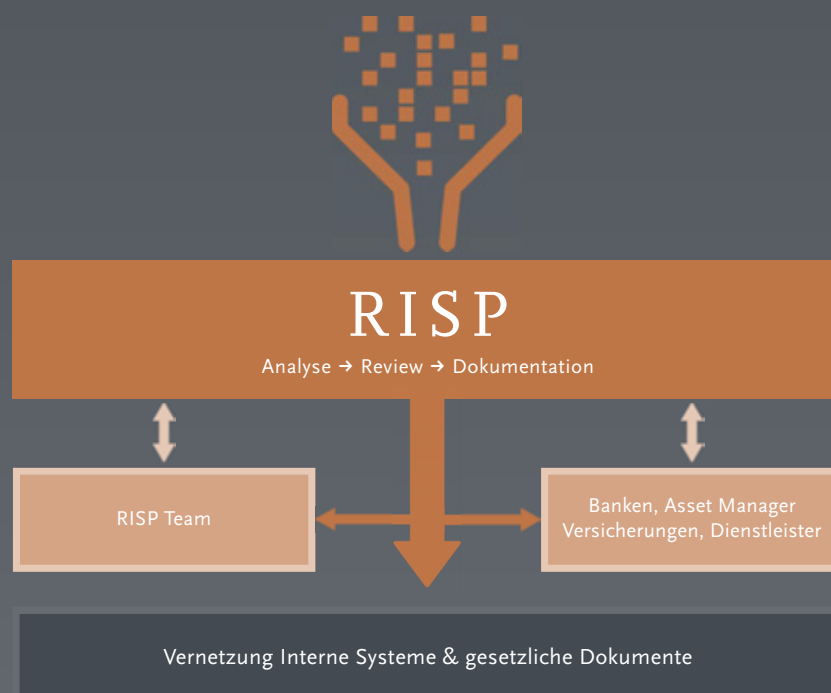 RISP
Analyse → Review → Dokumentation
RISP Team
Banken, Asset Manager
Versicherungen, Dienstleister
Vernetzung Interne Systeme & gesetzliche Dokumente